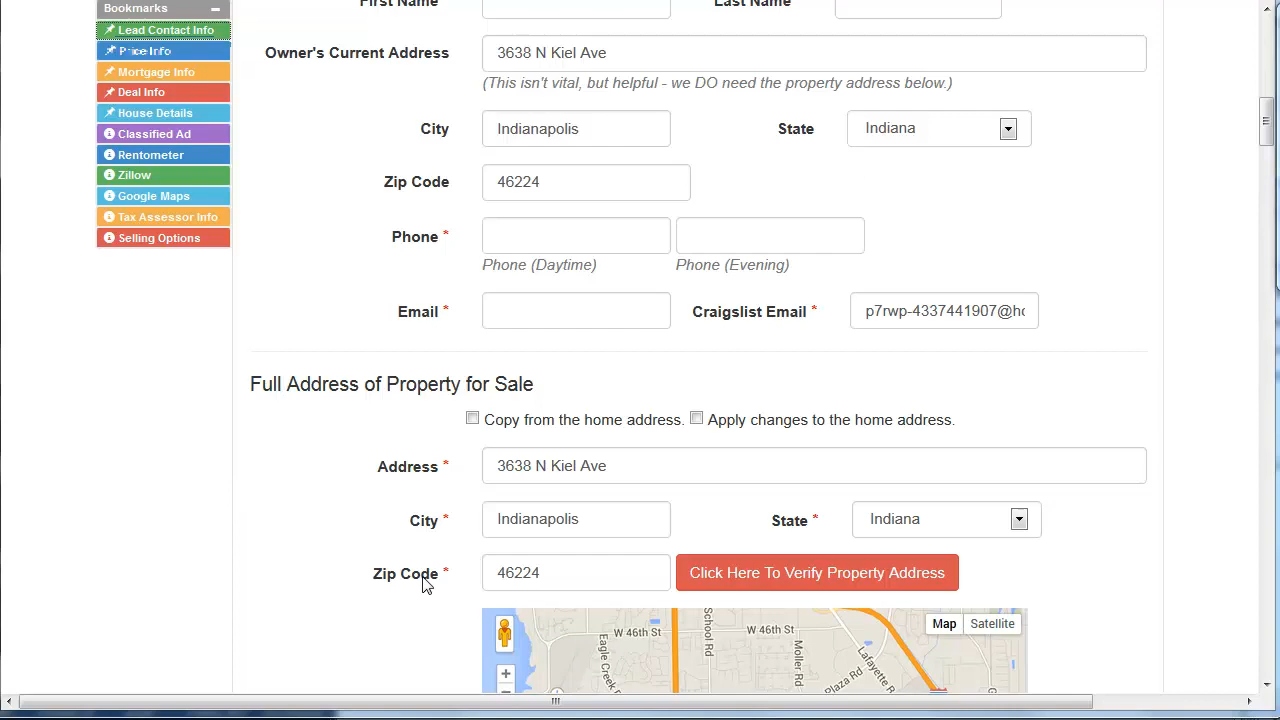 Bookmarks
Lead Contact Info
Price Info
Mortgage Info
Deal Info
House Details
Classified Ad
Rentometer
Zillow
Google Maps
Tax Assessor Info
Selling Options
First Name Last Name
Owner's Current Address 3638 N Kiel Ave
(This isn't vital, but helpful - we DO need the property address below.)
City Indianapolis State Indiana
Zip Code 46224
Phone *
Phone (Daytime) Phone (Evening)
Email * Craigslist Email * p7rwp-4337441907@hc
Full Address of Property for Sale
Copy from the home address. Apply changes to the home address.
Address * 3638 N Kiel Ave
City * Indianapolis State * Indiana
Zip Code * 46224 Click Here To Verify Property Address
Map Satellite
W 46th St W 46th St
School Rd
Eagle Creek
Moller Rd
Lafayette
Plaza Rd